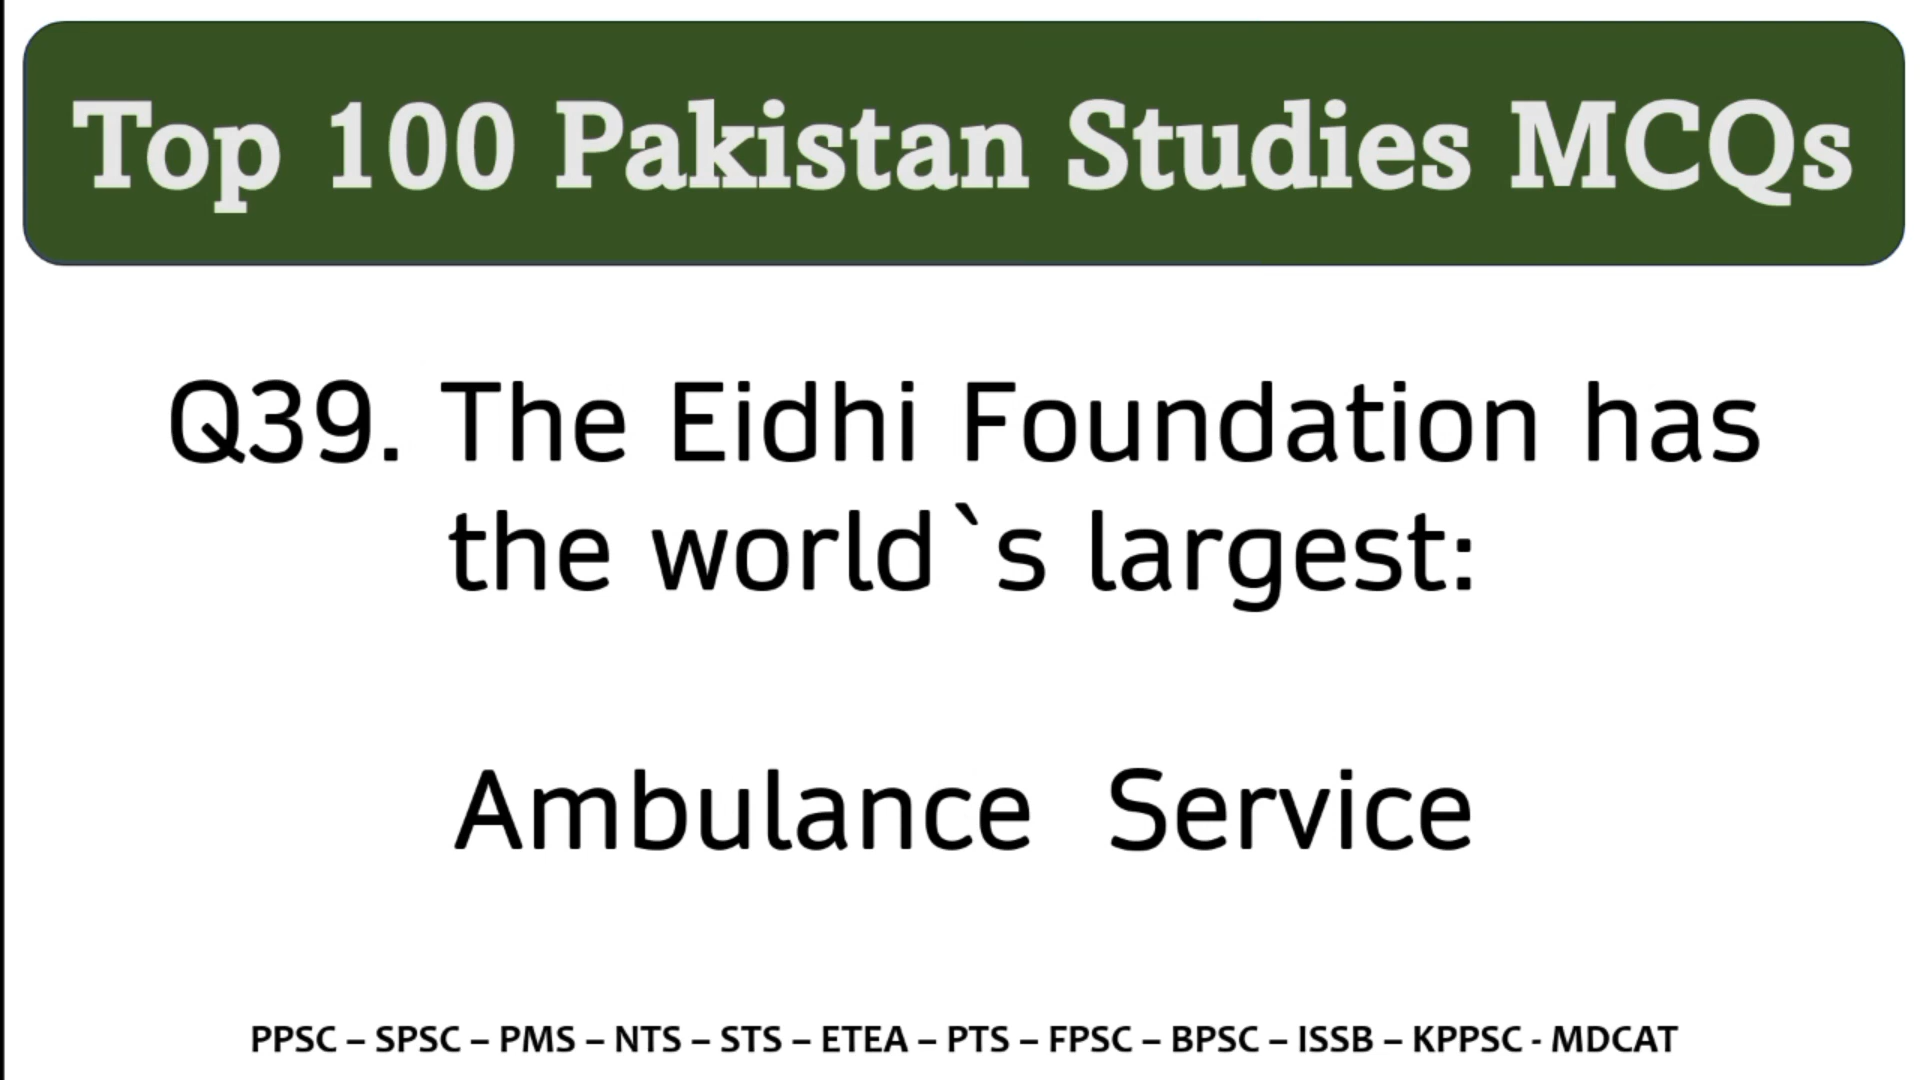 Top 100 Pakistan Studies MCQs
Q39. The Eidhi Foundation has
the world`s largest:
Ambulance Service
PPSC – SPSC – PMS – NTS – STS – ETEA – PTS – FPSC – BPSC – ISSB – KPPSC - MDCAT